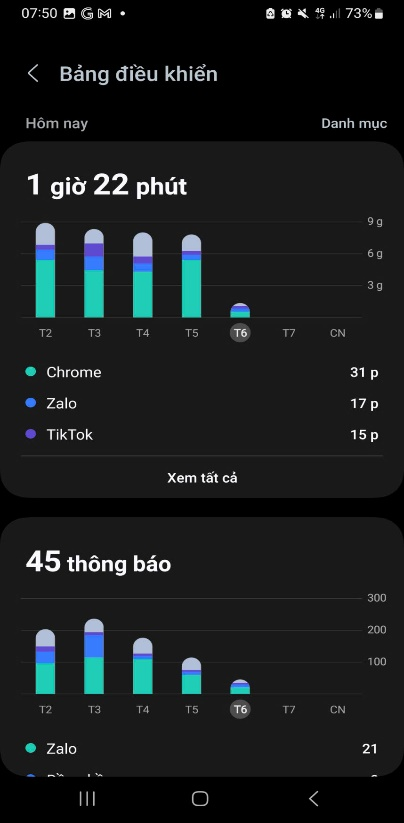 07:50 4G 73%
Bảng điều khiển
Hôm nay Danh mục
1 giờ 22 phút
9 g
6 g
3 g
T2 T3 T4 T5 T6 T7 CN
Chrome 31 p
Zalo 17 p
TikTok 15 p
Xem tất cả
45 thông báo
300
200
100
T2 T3 T4 T5 T6 T7 CN
Zalo 21